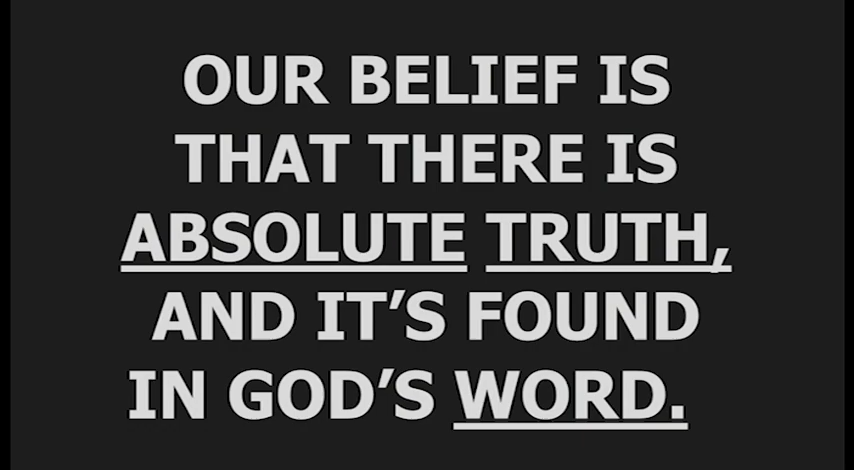 OUR BELIEF IS
THAT THERE IS
ABSOLUTE TRUTH,
AND IT’S FOUND
IN GOD’S WORD.